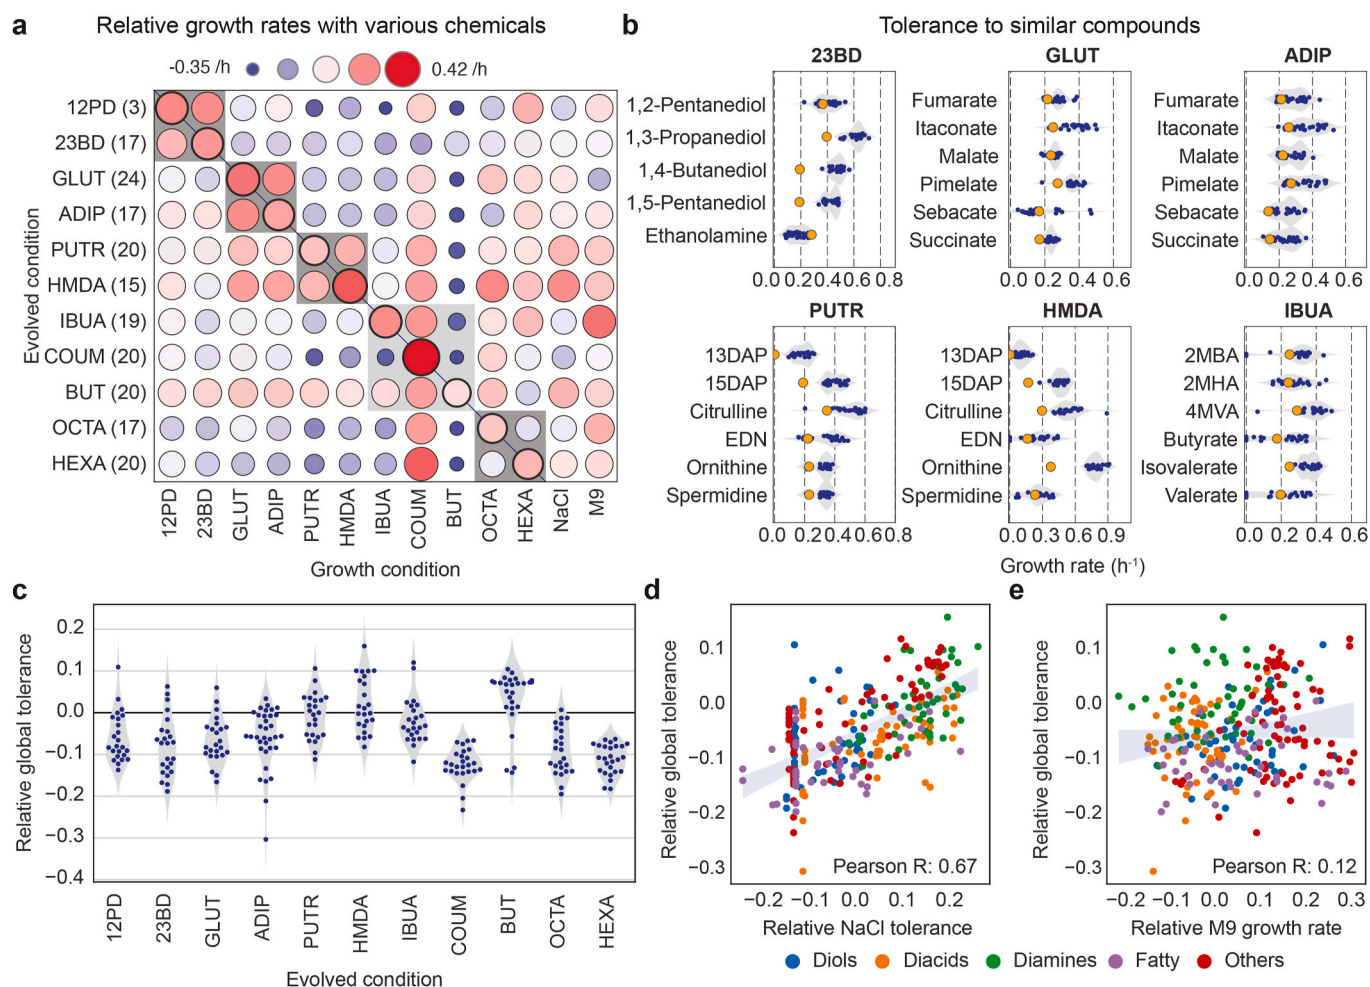 a
Relative growth rates with various chemicals
-0.35 /h
0.42 /h
Evolved condition
12PD (3)
23BD (17)
GLUT (24)
ADIP (17)
PUTR (20)
HMDA (15)
IBUA (19)
COUM (20)
BUT (20)
OCTA (17)
HEXA (20)
12PD 23BD GLUT ADIP PUTR HMDA IBUA COUM BUT OCTA HEXA NaCl M9
Growth condition
b
Tolerance to similar compounds
23BD
1,2-Pentanediol
1,3-Propanediol
1,4-Butanediol
1,5-Pentanediol
Ethanolamine
0.0 0.2 0.4 0.6 0.8
GLUT
Fumarate
Itaconate
Malate
Pimelate
Sebacate
Succinate
0.0 0.2 0.4 0.6
ADIP
Fumarate
Itaconate
Malate
Pimelate
Sebacate
Succinate
0.0 0.2 0.4 0.6
PUTR
13DAP
15DAP
Citrulline
EDN
Ornithine
Spermidine
0.0 0.2 0.4 0.6 0.8
HMDA
13DAP
15DAP
Citrulline
EDN
Ornithine
Spermidine
0.0 0.3 0.6 0.9
IBUA
2MBA
2MHA
4MVA
Butyrate
Isovalerate
Valerate
0.0 0.2 0.4 0.6
Growth rate (h-1)
c
Relative global tolerance
0.2
0.1
0.0
−0.1
−0.2
−0.3
−0.4
12PD 23BD GLUT ADIP PUTR HMDA IBUA COUM BUT OCTA HEXA
Evolved condition
d
Relative global tolerance
0.1
0.0
−0.1
−0.2
−0.3
Pearson R: 0.67
−0.2 −0.1 0.0 0.1 0.2
Relative NaCl tolerance
e
Relative global tolerance
0.1
0.0
−0.1
−0.2
−0.3
Pearson R: 0.12
−0.2 −0.1 0.0 0.1 0.2 0.3
Relative M9 growth rate
Diols Diacids Diamines Fatty Others